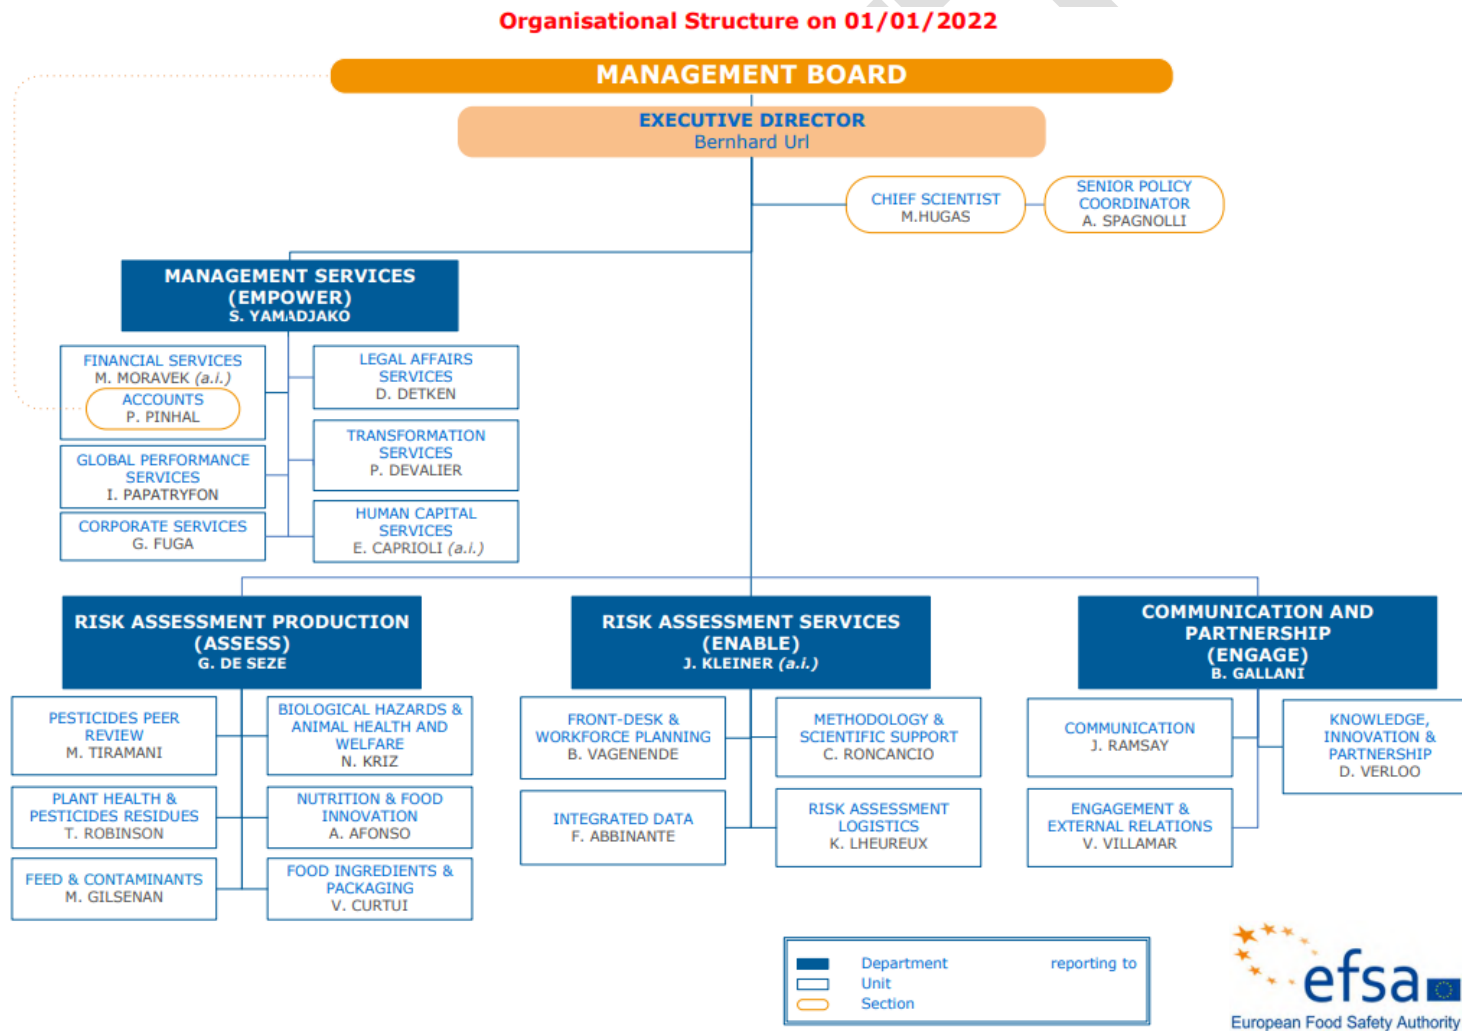 Organisational Structure on 01/01/2022
MANAGEMENT BOARD
EXECUTIVE DIRECTOR
Bernhard Url
CHIEF SCIENTIST
M.HUGAS
SENIOR POLICY
COORDINATOR
A. SPAGNOLLI
MANAGEMENT SERVICES
(EMPOWER)
S. YAMADJAKO
FINANCIAL SERVICES
M. MORAVEK (a.i.)
ACCOUNTS
P. PINHAL
LEGAL AFFAIRS
SERVICES
D. DETKEN
GLOBAL PERFORMANCE
SERVICES
I. PAPATRYFON
TRANSFORMATION
SERVICES
P. DEVALIER
CORPORATE SERVICES
G. FUGA
HUMAN CAPITAL
SERVICES
E. CAPRIOLI (a.i.)
RISK ASSESSMENT PRODUCTION
(ASSESS)
G. DE SEZE
PESTICIDES PEER
REVIEW
M. TIRAMANI
BIOLOGICAL HAZARDS &
ANIMAL HEALTH AND
WELFARE
N. KRIZ
PLANT HEALTH &
PESTICIDES RESIDUES
T. ROBINSON
NUTRITION & FOOD
INNOVATION
A. AFONSO
FEED & CONTAMINANTS
M. GILSENAN
FOOD INGREDIENTS &
PACKAGING
V. CURTUI
RISK ASSESSMENT SERVICES
(ENABLE)
J. KLEINER (a.i.)
FRONT-DESK &
WORKFORCE PLANNING
B. VAGENENDE
METHODOLOGY &
SCIENTIFIC SUPPORT
C. RONCANCIO
INTEGRATED DATA
F. ABBINANTE
RISK ASSESSMENT
LOGISTICS
K. LHEUREUX
COMMUNICATION AND
PARTNERSHIP
(ENGAGE)
B. GALLANI
COMMUNICATION
J. RAMSAY
KNOWLEDGE,
INNOVATION &
PARTNERSHIP
D. VERLOO
ENGAGEMENT &
EXTERNAL RELATIONS
V. VILLAMAR
Department reporting to
Unit
Section
efsa
European Food Safety Authority